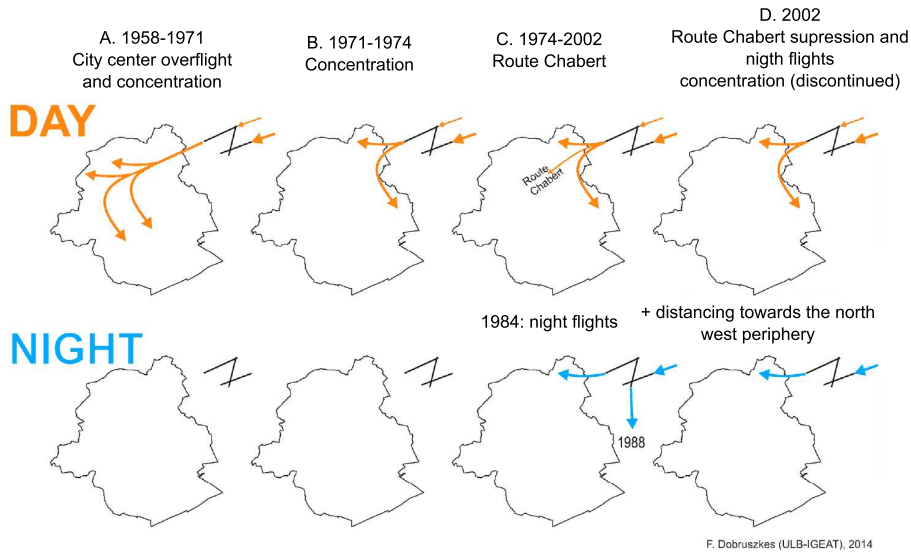 A. 1958-1971
City center overflight
and concentration
B. 1971-1974
Concentration
C. 1974-2002
Route Chabert
D. 2002
Route Chabert supression and
nigth flights
concentration (discontinued)
DAY
Route
Chabert
1984: night flights
+ distancing towards the north
west periphery
NIGHT
1988
F. Dobruszkes (ULB-IGEAT), 2014